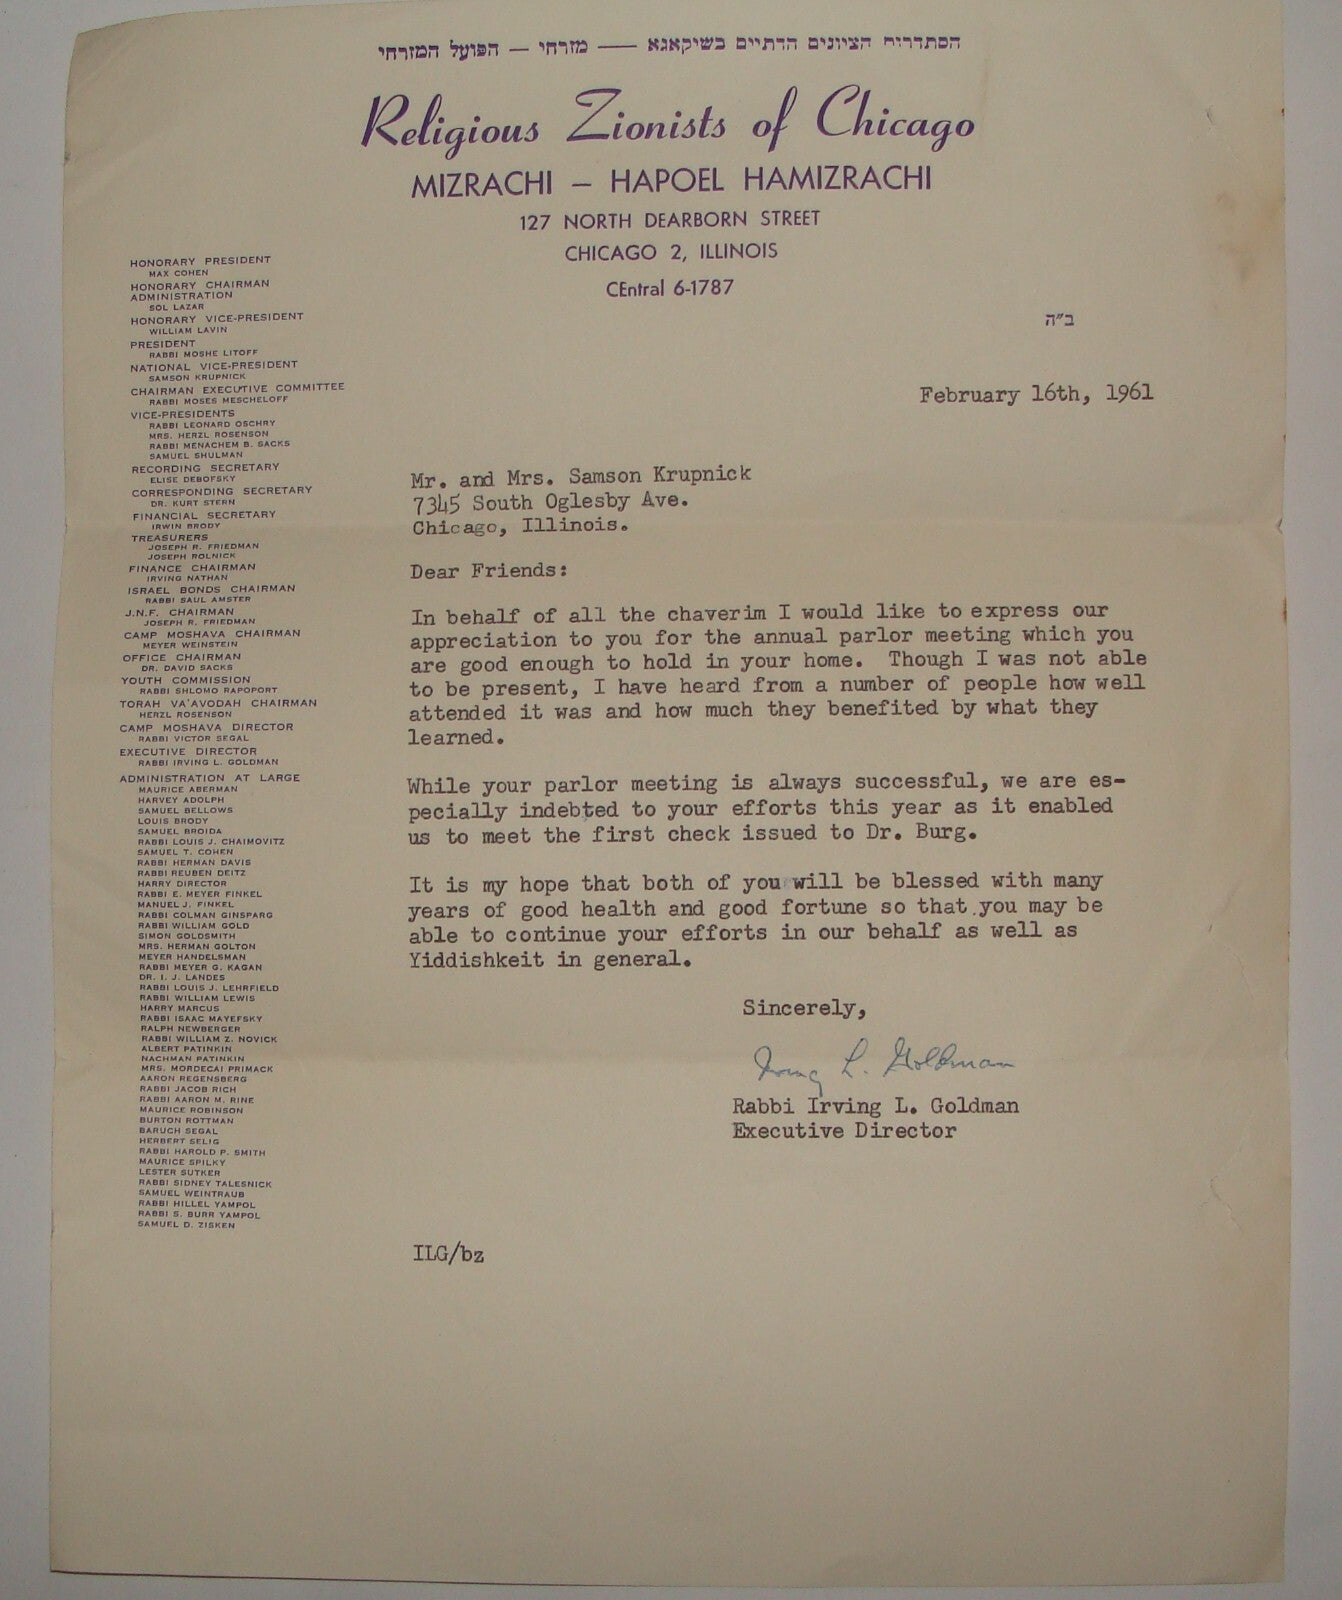 הסתדרות הציונים הדתיים בשיקאגא — מזרחי — הפועל המזרחי
Religious Zionists of Chicago
MIZRACHI – HAPOEL HAMIZRACHI
127 NORTH DEARBORN STREET
CHICAGO 2, ILLINOIS
CEntral 6-1787
ב״ה
HONORARY PRESIDENT
MAX COHEN
HONORARY CHAIRMAN
ADMINISTRATION
SOL LAZAR
HONORARY VICE-PRESIDENT
WILLIAM LAVIN
PRESIDENT
RABBI MOSHE LITOFF
NATIONAL VICE-PRESIDENT
SAMSON KRUPNICK
CHAIRMAN EXECUTIVE COMMITTEE
RABBI MOSES MESCHELOFF
VICE-PRESIDENTS
RABBI LEONARD OSCHRY
MRS. HERZL ROSENSON
RABBI MENACHEM B. SACKS
SAMUEL SHULMAN
RECORDING SECRETARY
ELISE DEBOFSKY
CORRESPONDING SECRETARY
DR. KURT STERN
FINANCIAL SECRETARY
IRWIN BRODY
TREASURERS
JOSEPH R. FRIEDMAN
JOSEPH ROLNICK
FINANCE CHAIRMAN
IRVING NATHAN
ISRAEL BONDS CHAIRMAN
RABBI SAUL AMSTER
J.N.F. CHAIRMAN
JOSEPH R. FRIEDMAN
CAMP MOSHAVA CHAIRMAN
MEYER WEINSTEIN
OFFICE CHAIRMAN
DR. DAVID SACKS
YOUTH COMMISSION
RABBI SHLOMO RAPOPORT
TORAH VA'AVODAH CHAIRMAN
HERZL ROSENSON
CAMP MOSHAVA DIRECTOR
RABBI VICTOR SEGAL
EXECUTIVE DIRECTOR
RABBI IRVING L. GOLDMAN
ADMINISTRATION AT LARGE
MAURICE ABERMAN
HARVEY ADOLPH
SAMUEL BELLOWS
LOUIS BRODY
SAMUEL BROIDA
RABBI LOUIS J. CHAIMOVITZ
SAMUEL T. COHEN
RABBI HERMAN DAVIS
RABBI REUBEN DEITZ
HARRY DIRECTOR
RABBI E. MEYER FINKEL
MANUEL J. FINKEL
RABBI COLMAN GINSPARG
RABBI WILLIAM GOLD
SIMON GOLDSMITH
MRS. HERMAN GOLTON
MEYER HANDELSMAN
RABBI MEYER G. KAGAN
DR. I. J. LANDES
RABBI LOUIS J. LEHRFIELD
RABBI WILLIAM LEWIS
HARRY MARCUS
RABBI ISAAC MAYEFSKY
RALPH NEWBERGER
RABBI WILLIAM Z. NOVICK
ALBERT PATINKIN
NACHMAN PATINKIN
MRS. MORDECAI PRIMACK
AARON REGENSBERG
RABBI JACOB RICH
RABBI AARON M. RINE
MAURICE ROBINSON
BURTON ROTTMAN
BARUCH SEGAL
HERBERT SELIG
RABBI HAROLD P. SMITH
MAURICE SPILKY
LESTER SUTKER
RABBI SIDNEY TALESNICK
SAMUEL WEINTRAUB
RABBI HILLEL YAMPOL
RABBI S. BURR YAMPOL
SAMUEL D. ZISKEN
February 16th, 1961
Mr. and Mrs. Samson Krupnick
7345 South Oglesby Ave.
Chicago, Illinois.
Dear Friends:
In behalf of all the chaverim I would like to express our
appreciation to you for the annual parlor meeting which you
are good enough to hold in your home. Though I was not able
to be present, I have heard from a number of people how well
attended it was and how much they benefited by what they
learned.
While your parlor meeting is always successful, we are es-
pecially indebted to your efforts this year as it enabled
us to meet the first check issued to Dr. Burg.
It is my hope that both of you will be blessed with many
years of good health and good fortune so that you may be
able to continue your efforts in our behalf as well as
Yiddishkeit in general.
Sincerely,
Irving L. Goldman
Rabbi Irving L. Goldman
Executive Director
ILG/bz